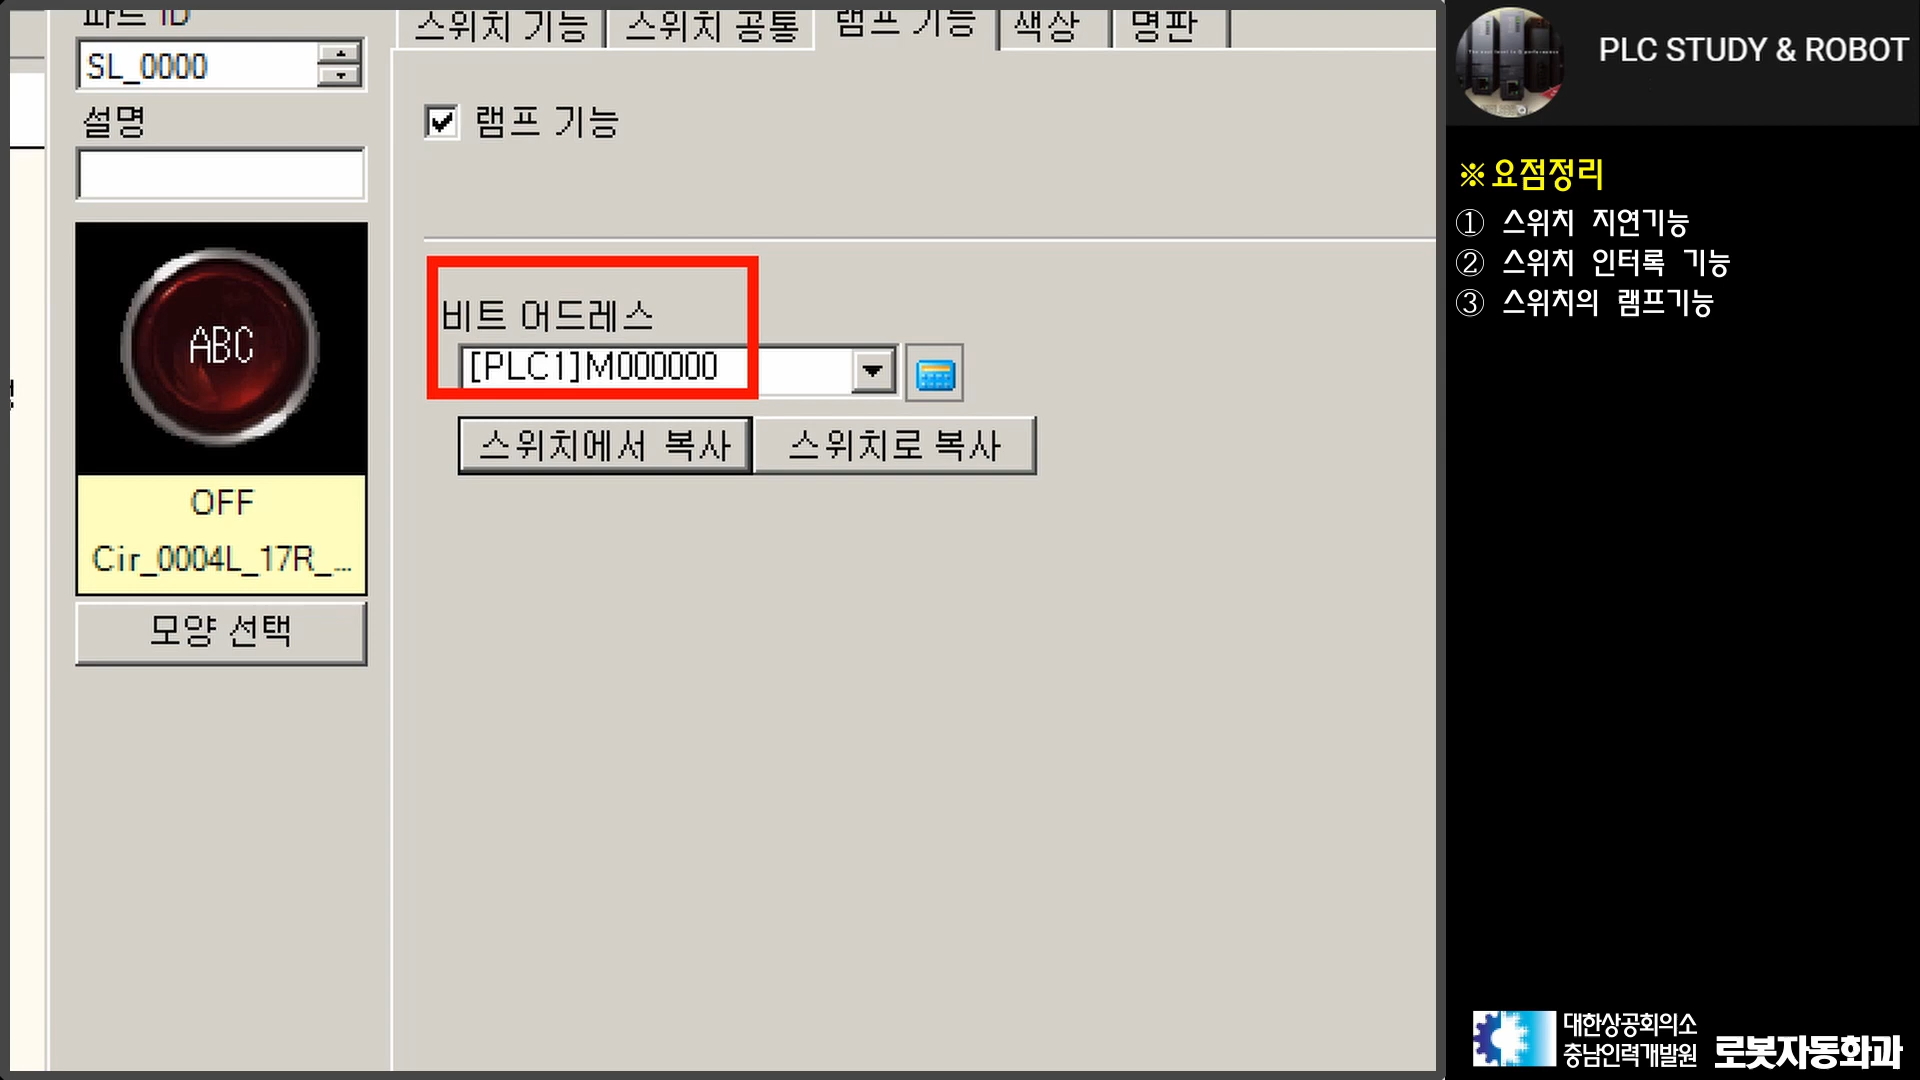 파트 ID
SL_0000
설명
ABC
OFF
Cir_0004L_17R_...
모양 선택
스위치 기능
스위치 공통
램프 기능
색상
명판
램프 기능
비트 어드레스
[PLC1]M000000
스위치에서 복사
스위치로 복사
PLC STUDY & ROBOT
※요점정리
① 스위치 지연기능
② 스위치 인터록 기능
③ 스위치의 램프기능
대한상공회의소
충남인력개발원
로봇자동화과